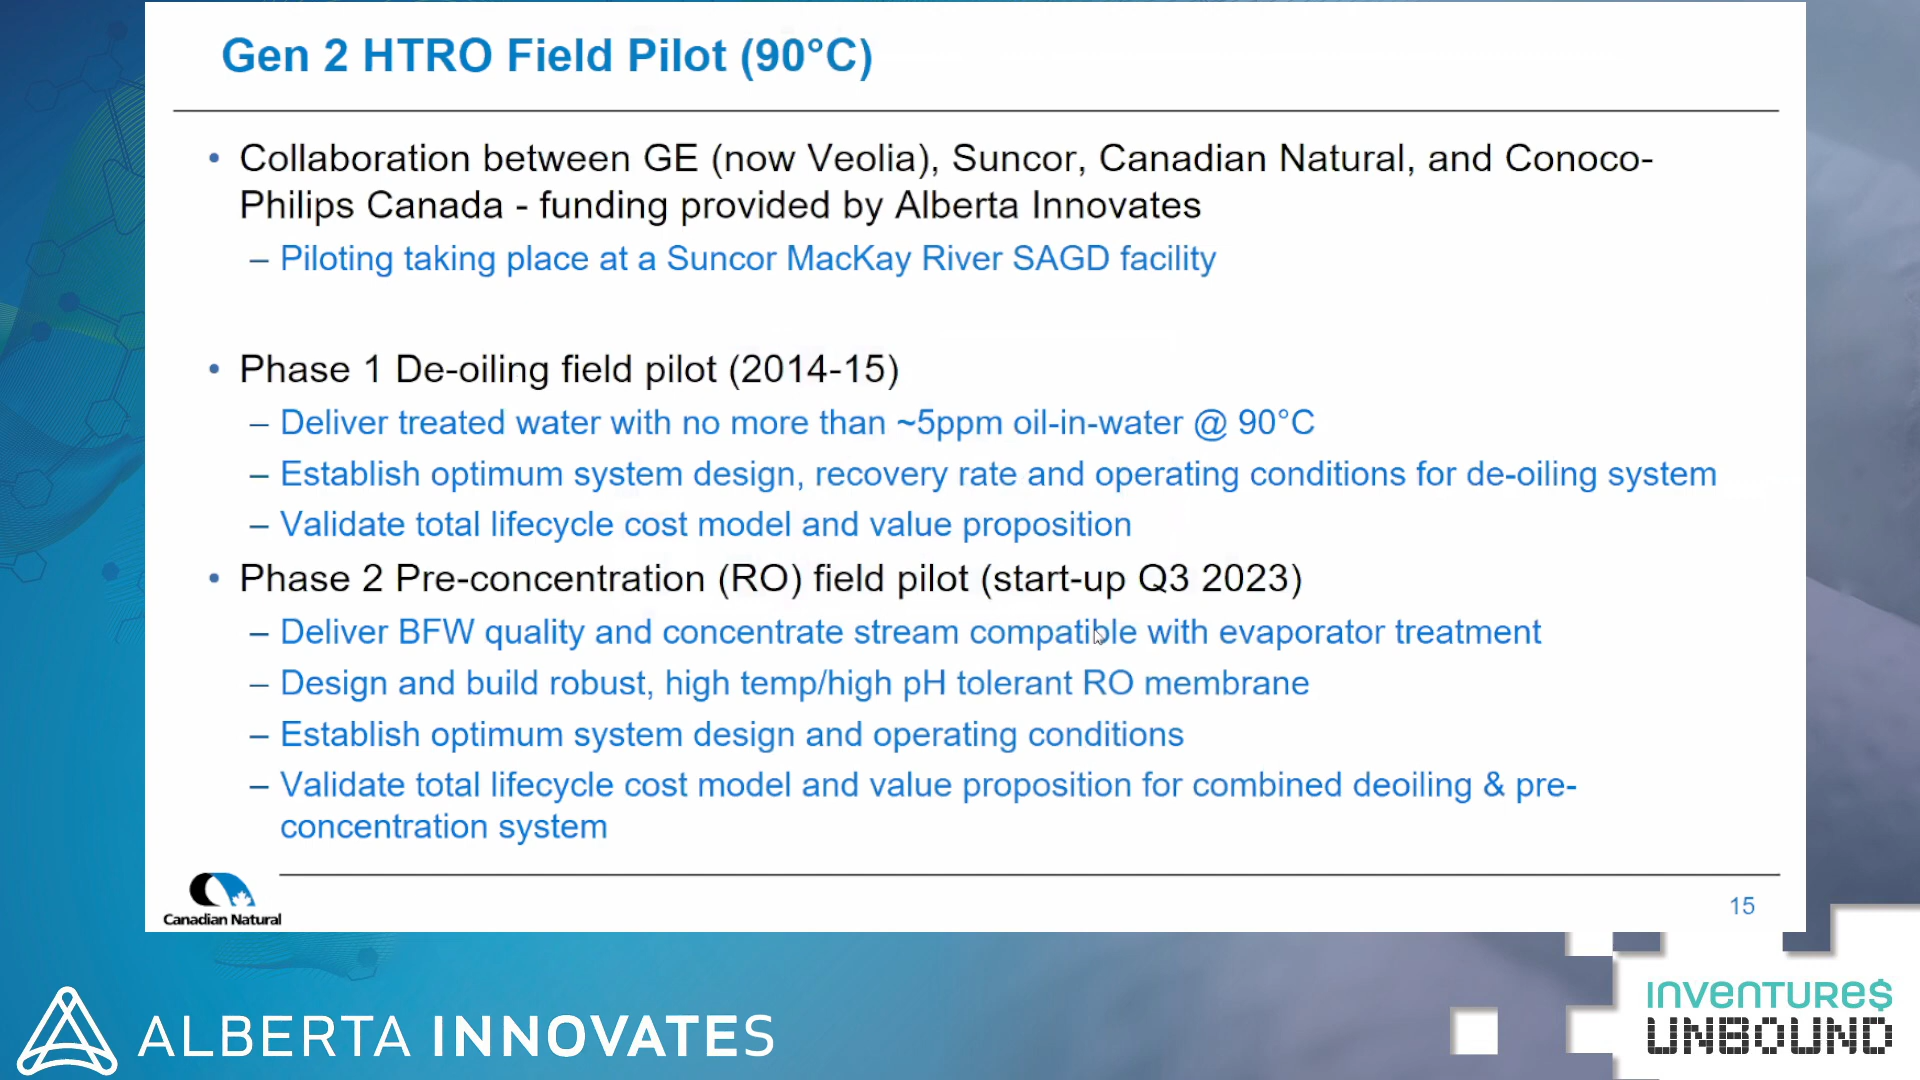 Gen 2 HTRO Field Pilot (90°C)
• Collaboration between GE (now Veolia), Suncor, Canadian Natural, and Conoco-
Philips Canada - funding provided by Alberta Innovates
– Piloting taking place at a Suncor MacKay River SAGD facility
• Phase 1 De-oiling field pilot (2014-15)
– Deliver treated water with no more than ~5ppm oil-in-water @ 90°C
– Establish optimum system design, recovery rate and operating conditions for de-oiling system
– Validate total lifecycle cost model and value proposition
• Phase 2 Pre-concentration (RO) field pilot (start-up Q3 2023)
– Deliver BFW quality and concentrate stream compatible with evaporator treatment
– Design and build robust, high temp/high pH tolerant RO membrane
– Establish optimum system design and operating conditions
– Validate total lifecycle cost model and value proposition for combined deoiling & pre-
concentration system
Canadian Natural
15
ALBERTA INNOVATES
INVENTURE$
UNBOUND